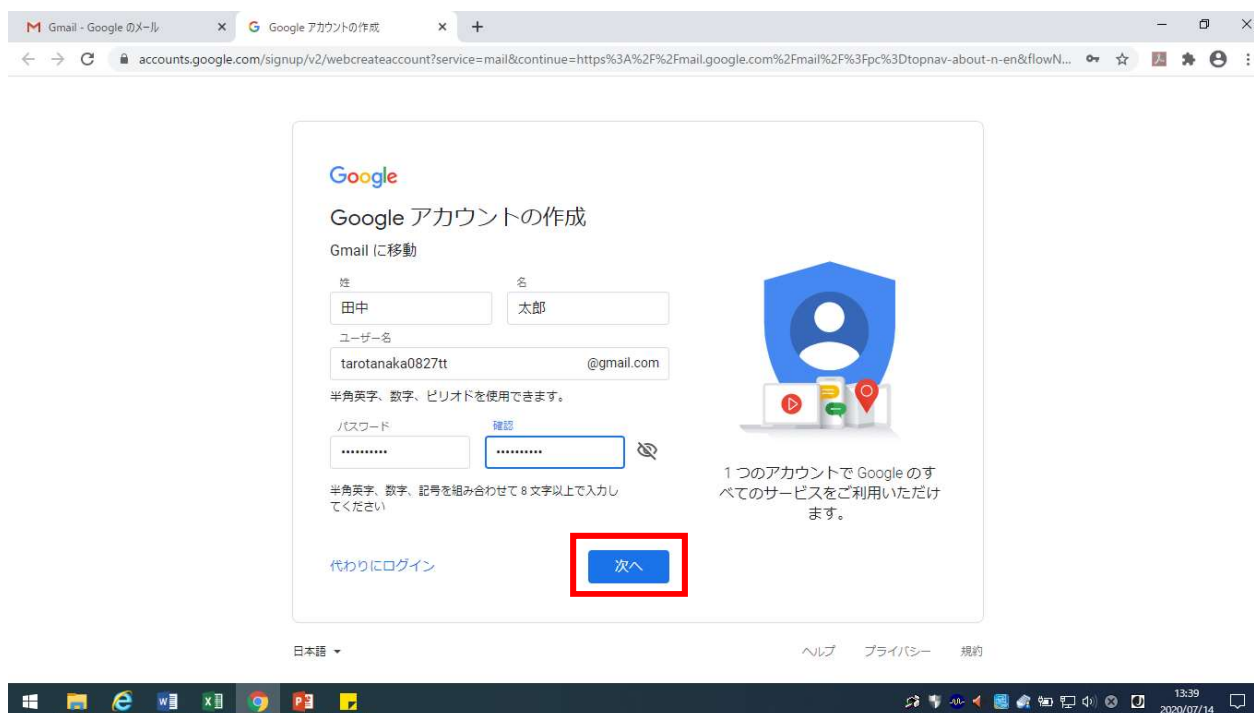 Gmail - Google のメール
Google アカウントの作成
accounts.google.com/signup/v2/webcreateaccount?service=mail&continue=https%3A%2F%2Fmail.google.com%2Fmail%2F%3Fpc%3Dtopnav-about-n-en&flowN...
Google
Google アカウントの作成
Gmail に移動
姓
名
田中
太郎
ユーザー名
tarotanaka0827tt @gmail.com
半角英字、数字、ピリオドを使用できます。
パスワード
確認
半角英字、数字、記号を組み合わせて 8 文字以上で入力し
てください
代わりにログイン
次へ
1 つのアカウントで Google のす
べてのサービスをご利用いただけ
ます。
日本語
ヘルプ プライバシー 規約
13:39
2020/07/14